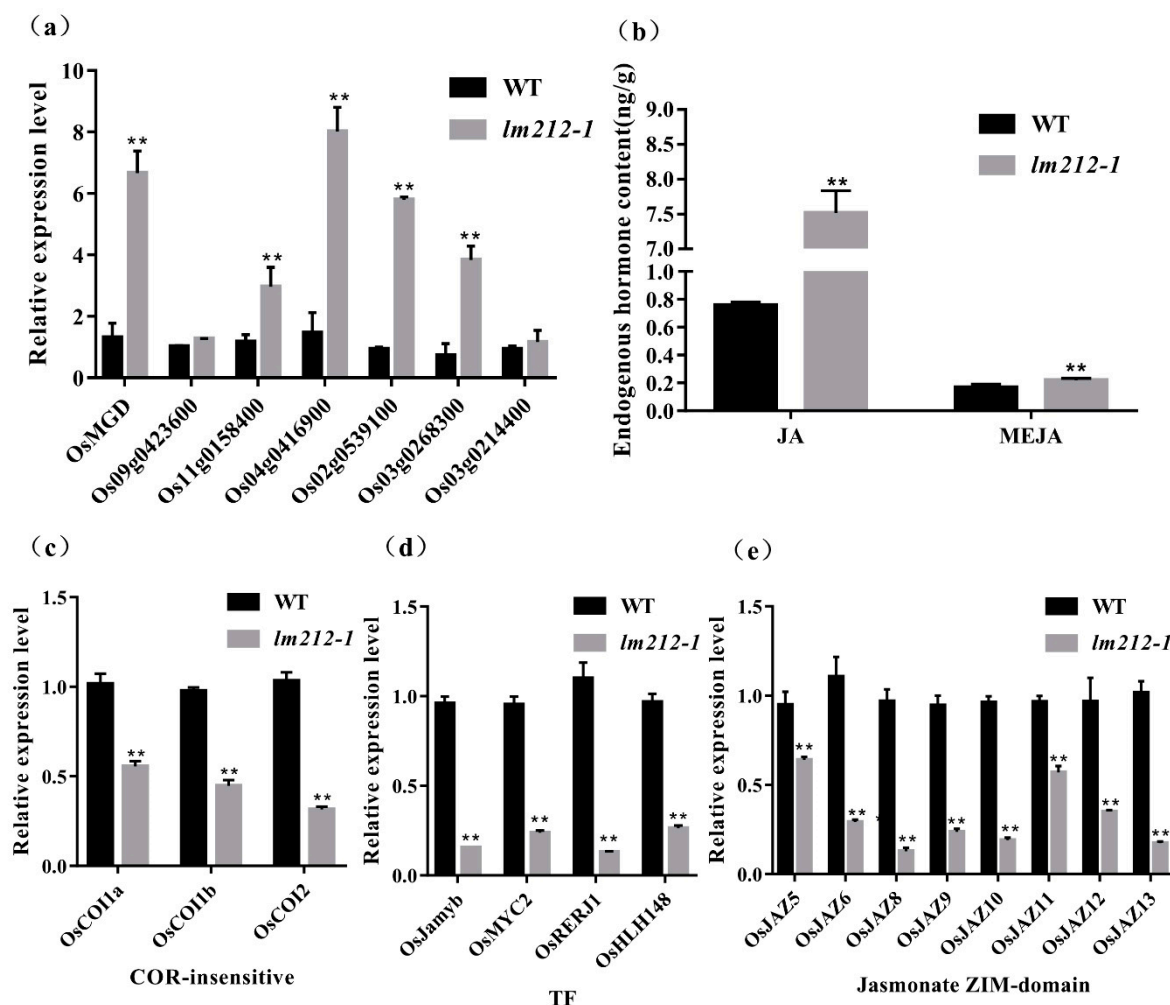 (a)
Relative expression level
10
8
6
4
2
0
WT
lm212-1
**
**
**
**
**
OsMGD
Os09g0423600
Os11g0158400
Os04g0416900
Os02g0539100
Os03g0268300
Os03g0214400
(b)
Endogenous hormone content(ng/g)
9.0
8.5
8.0
7.5
7.0
1.0
0.8
0.6
0.4
0.2
0.0
WT
lm212-1
**
**
JA
MEJA
(c)
Relative expression level
1.5
1.0
0.5
0.0
WT
lm212-1
**
**
**
OsCOI1a
OsCOI1b
OsCOI2
COR-insensitive
(d)
Relative expression level
1.5
1.0
0.5
0.0
WT
lm212-1
**
**
**
**
OsJamyb
OsMYC2
OsRERJ1
OsHLH148
TF
(e)
Relative expression level
1.5
1.0
0.5
0.0
WT
lm212-1
**
**
*
**
**
**
**
**
**
OsJAZ5
OsJAZ6
OsJAZ8
OsJAZ9
OsJAZ10
OsJAZ11
OsJAZ12
OsJAZ13
Jasmonate ZIM-domain